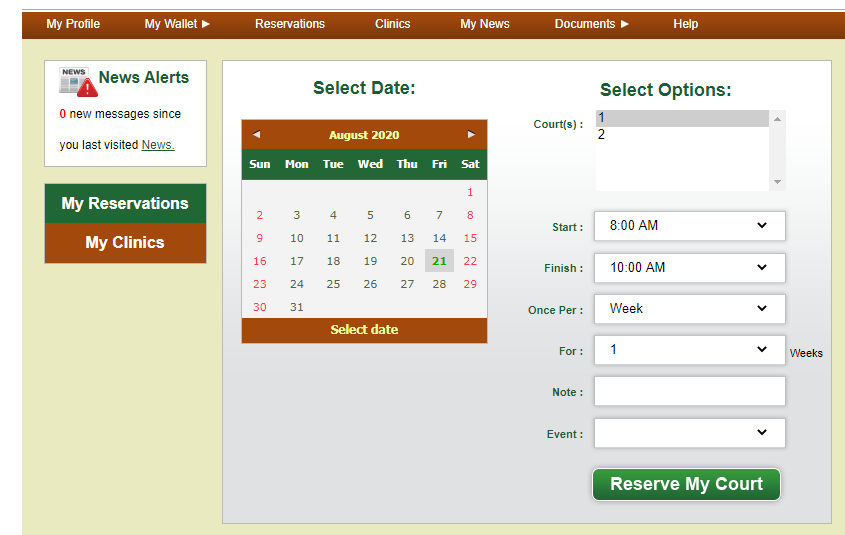 My Profile My Wallet ► Reservations Clinics My News Documents ► Help
NEWS
News Alerts
0 new messages since
you last visited News.
My Reservations
My Clinics
Select Date:
◄ August 2020 ►
Sun Mon Tue Wed Thu Fri Sat
1
2 3 4 5 6 7 8
9 10 11 12 13 14 15
16 17 18 19 20 21 22
23 24 25 26 27 28 29
30 31
Select date
Select Options:
Court(s) : 1
2
Start : 8:00 AM
Finish : 10:00 AM
Once Per : Week
For : 1 Weeks
Note :
Event :
Reserve My Court